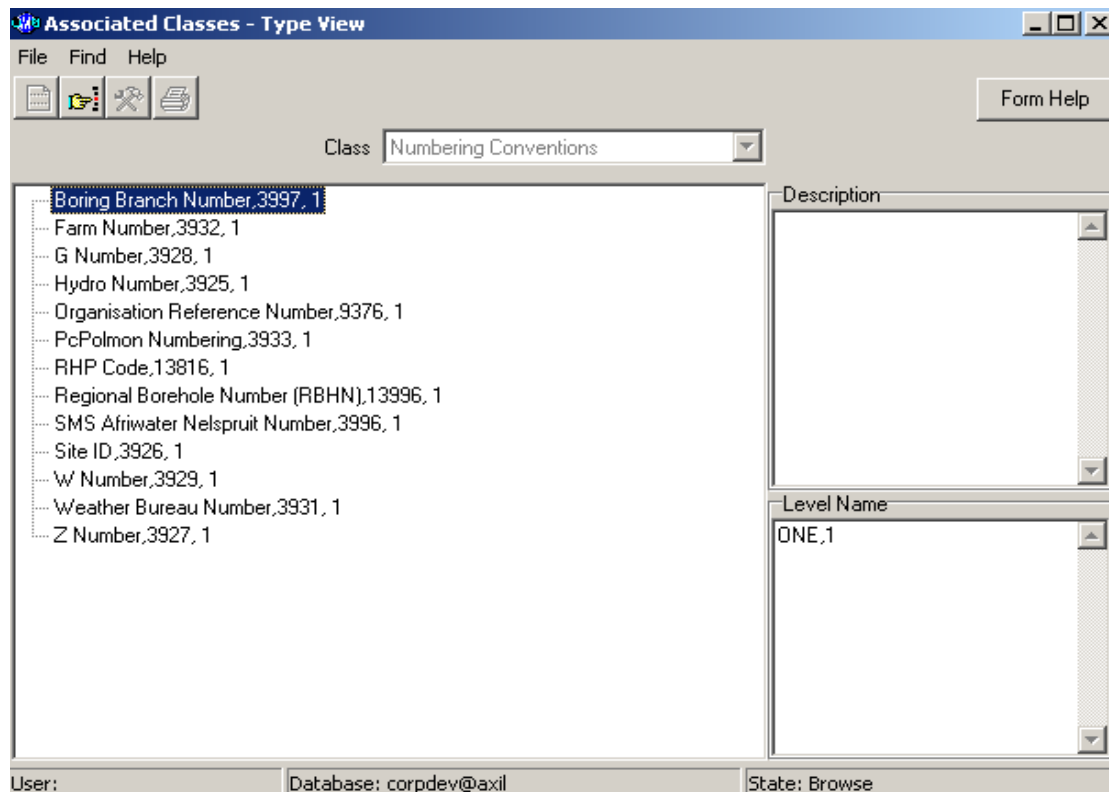 Associated Classes - Type View
File Find Help
Form Help
Class Numbering Conventions
Boring Branch Number,3997, 1
Farm Number,3932, 1
G Number,3928, 1
Hydro Number,3925, 1
Organisation Reference Number,9376, 1
PcPolmon Numbering,3933, 1
RHP Code,13816, 1
Regional Borehole Number (RBHN),13996, 1
SMS Afriwater Nelspruit Number,3996, 1
Site ID,3926, 1
W Number,3929, 1
Weather Bureau Number,3931, 1
Z Number,3927, 1
Description
Level Name
ONE,1
User: Database: corpdev@axil State: Browse